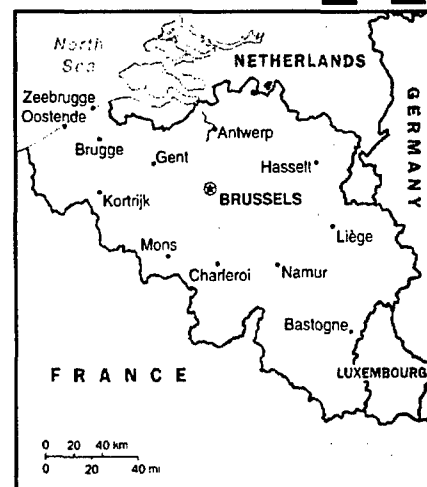 North
Sea
NETHERLANDS
GERMANY
Zeebrugge
Oostende
Antwerp
Brugge
Gent
Hasselt
BRUSSELS
Kortrijk
Liège
Mons
Charleroi
Namur
Bastogne
FRANCE
LUXEMBOURG
0 20 40 km
0 20 40 mi